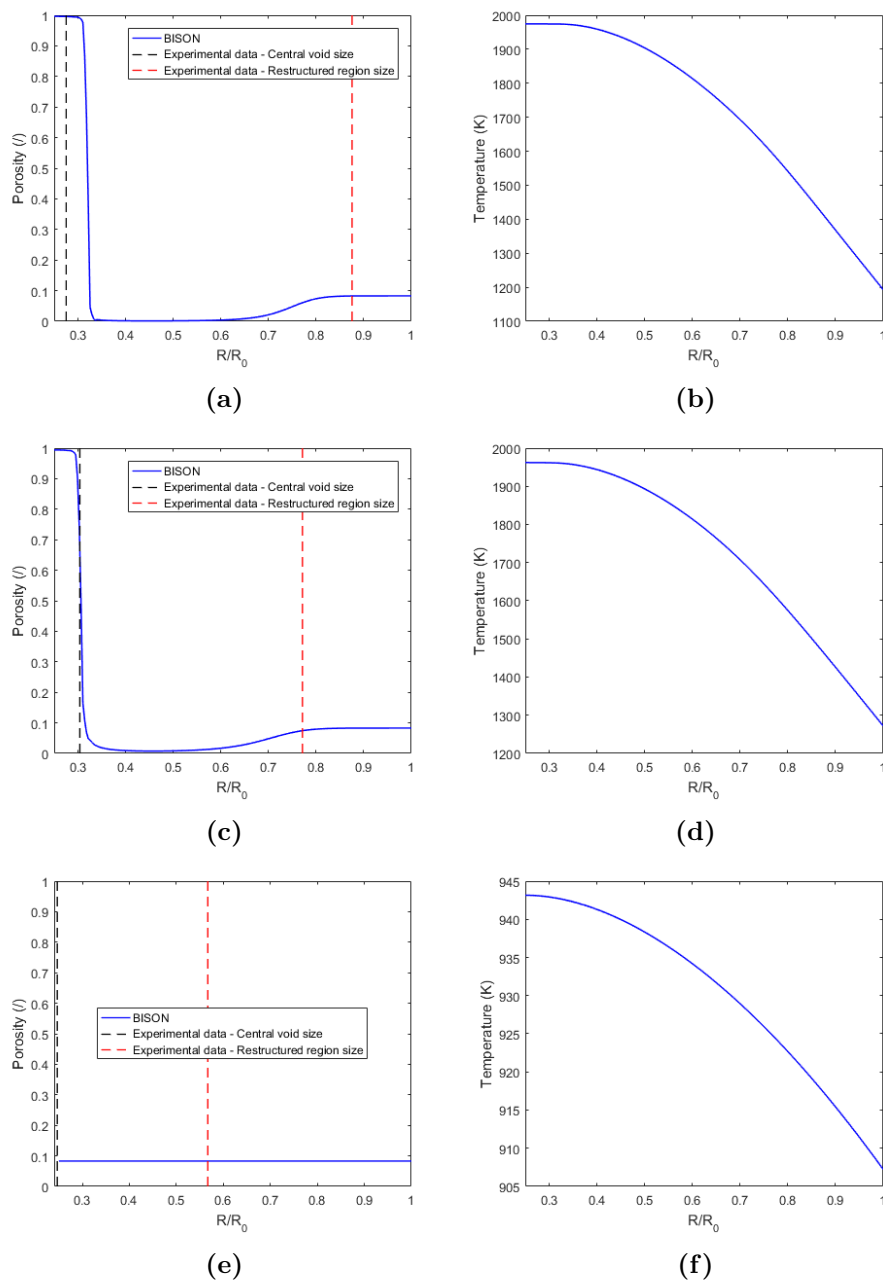 1
0.9
0.8
0.7
0.6
0.5
0.4
0.3
0.2
0.1
0
Porosity (/)
BISON
Experimental data - Central void size
Experimental data - Restructured region size
0.3 0.4 0.5 0.6 0.7 0.8 0.9 1
R/R0
(a)
2000
1900
1800
1700
1600
1500
1400
1300
1200
1100
Temperature (K)
0.3 0.4 0.5 0.6 0.7 0.8 0.9 1
R/R0
(b)
1
0.9
0.8
0.7
0.6
0.5
0.4
0.3
0.2
0.1
0
Porosity (/)
BISON
Experimental data - Central void size
Experimental data - Restructured region size
0.3 0.4 0.5 0.6 0.7 0.8 0.9 1
R/R0
(c)
2000
1900
1800
1700
1600
1500
1400
1300
1200
Temperature (K)
0.3 0.4 0.5 0.6 0.7 0.8 0.9 1
R/R0
(d)
1
0.9
0.8
0.7
0.6
0.5
0.4
0.3
0.2
0.1
0
Porosity (/)
BISON
Experimental data - Central void size
Experimental data - Restructured region size
0.3 0.4 0.5 0.6 0.7 0.8 0.9 1
R/R0
(e)
945
940
935
930
925
920
915
910
905
Temperature (K)
0.3 0.4 0.5 0.6 0.7 0.8 0.9 1
R/R0
(f)